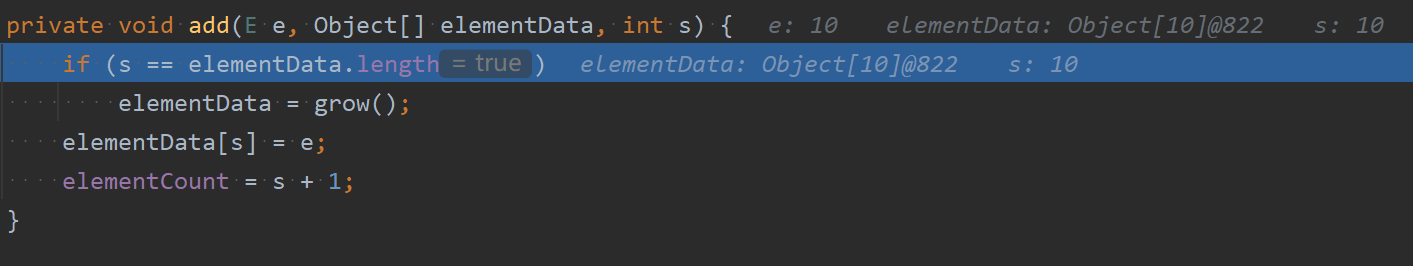 private void add(E e, Object[] elementData, int s) {   e: 10   elementData: Object[10]@822   s: 10
    if (s == elementData.length = true )   elementData: Object[10]@822   s: 10
        elementData = grow();
    elementData[s] = e;
    elementCount = s + 1;
}